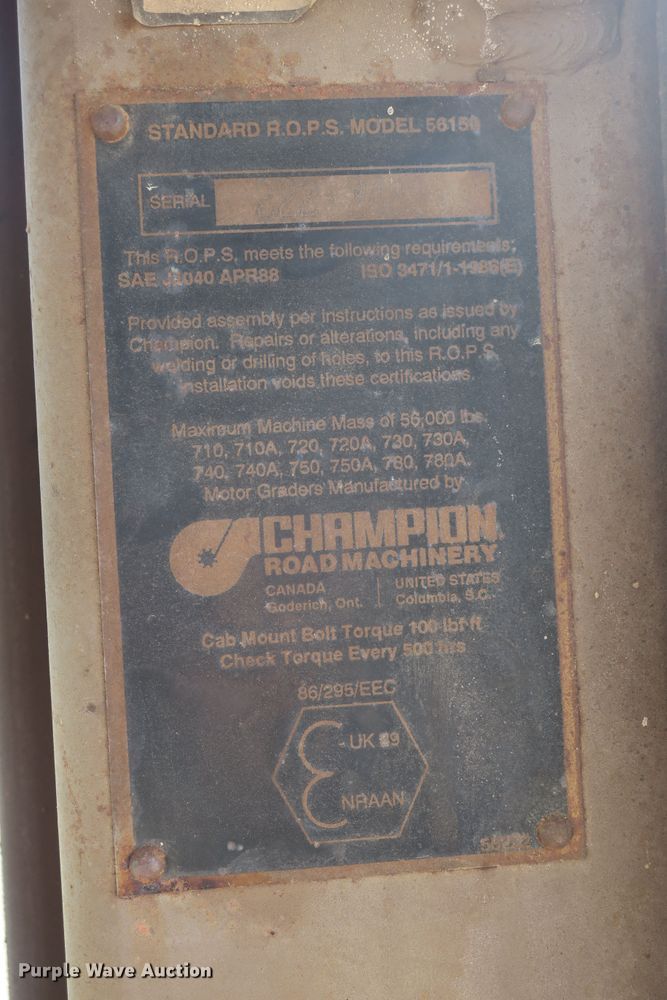 STANDARD R.O.P.S. MODEL 56150
SERIAL
This R.O.P.S. meets the following requirements;
SAE J1040 APR88 ISO 3471/1-1986(E)
Provided assembly per instructions as issued by
Champion. Repairs or alterations, including any
welding or drilling of holes, to this R.O.P.S.
installation voids these certifications.
Maximum Machine Mass of 56,000 lbs.
710, 710A, 720, 720A, 730, 730A,
740, 740A, 750, 750A, 780, 780A.
Motor Graders Manufactured by
CHAMPION
ROAD MACHINERY
CANADA UNITED STATES
Goderich, Ont. Columbia, S.C.
Cab Mount Bolt Torque 100 lbf ft
Check Torque Every 500 hrs
86/295/EEC
- UK
NRAAN
Purple Wave Auction